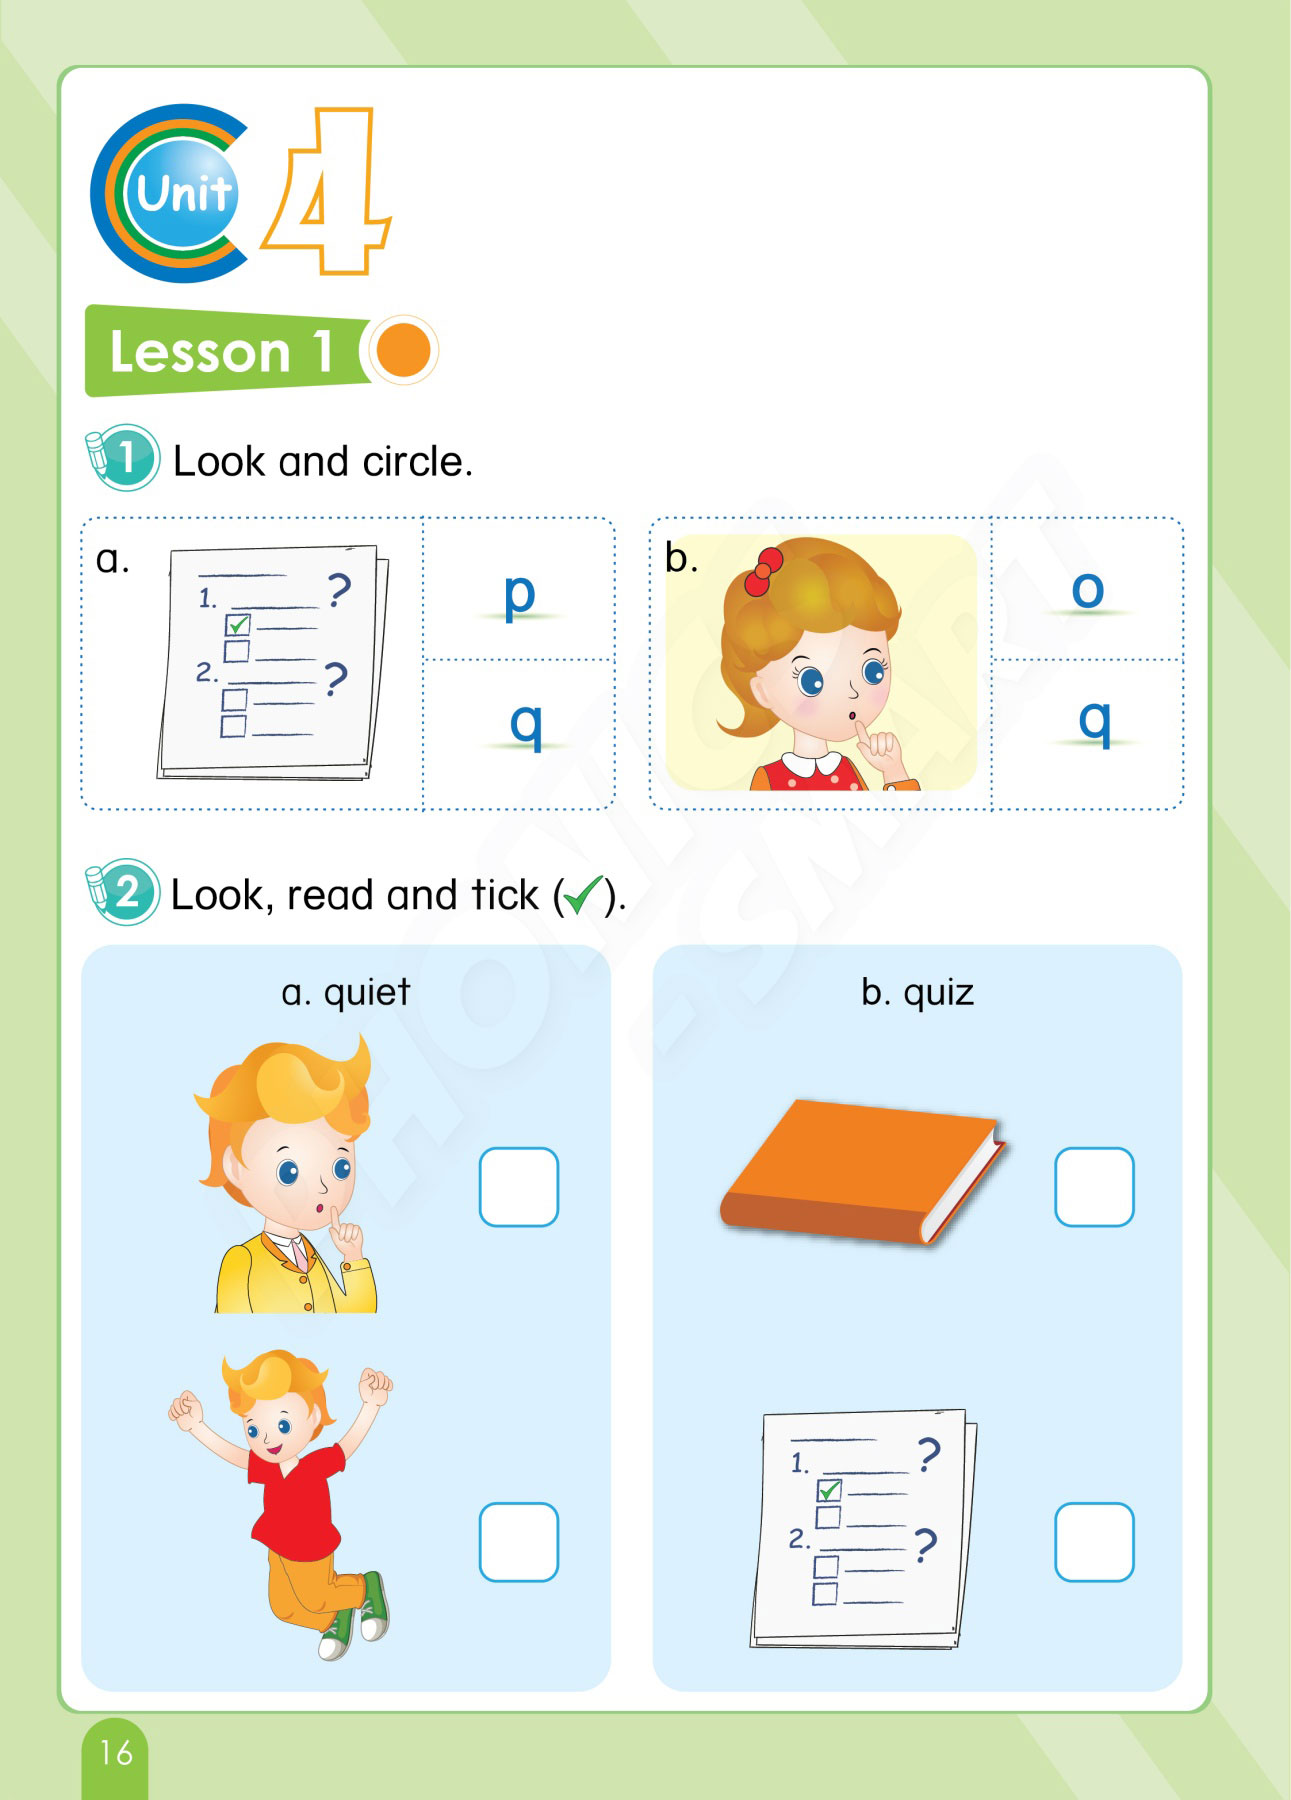 Unit 4
Lesson 1
1 Look and circle.
a.
1. ?
2. ?
p
q
b.
o
q
2 Look, read and tick (✓).
a. quiet
b. quiz
1. ?
2. ?
16